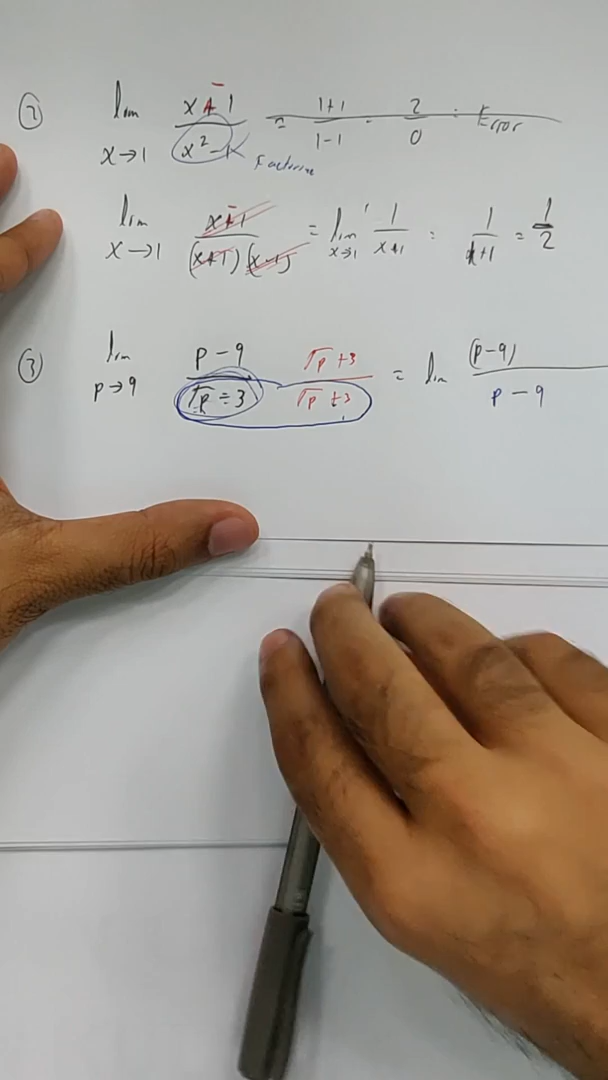 ② lim x→1 x-1/x²-1 = 1+1/1-1 = 2/0 : Error
Factorise
lim x→1 x-1/(x+1)(x-1) = lim x→1 1/x+1 = 1/1+1 = 1/2
③ lim p→9 p-9/√p-3 √p+3/√p+3 = lim (p-9)/p-9